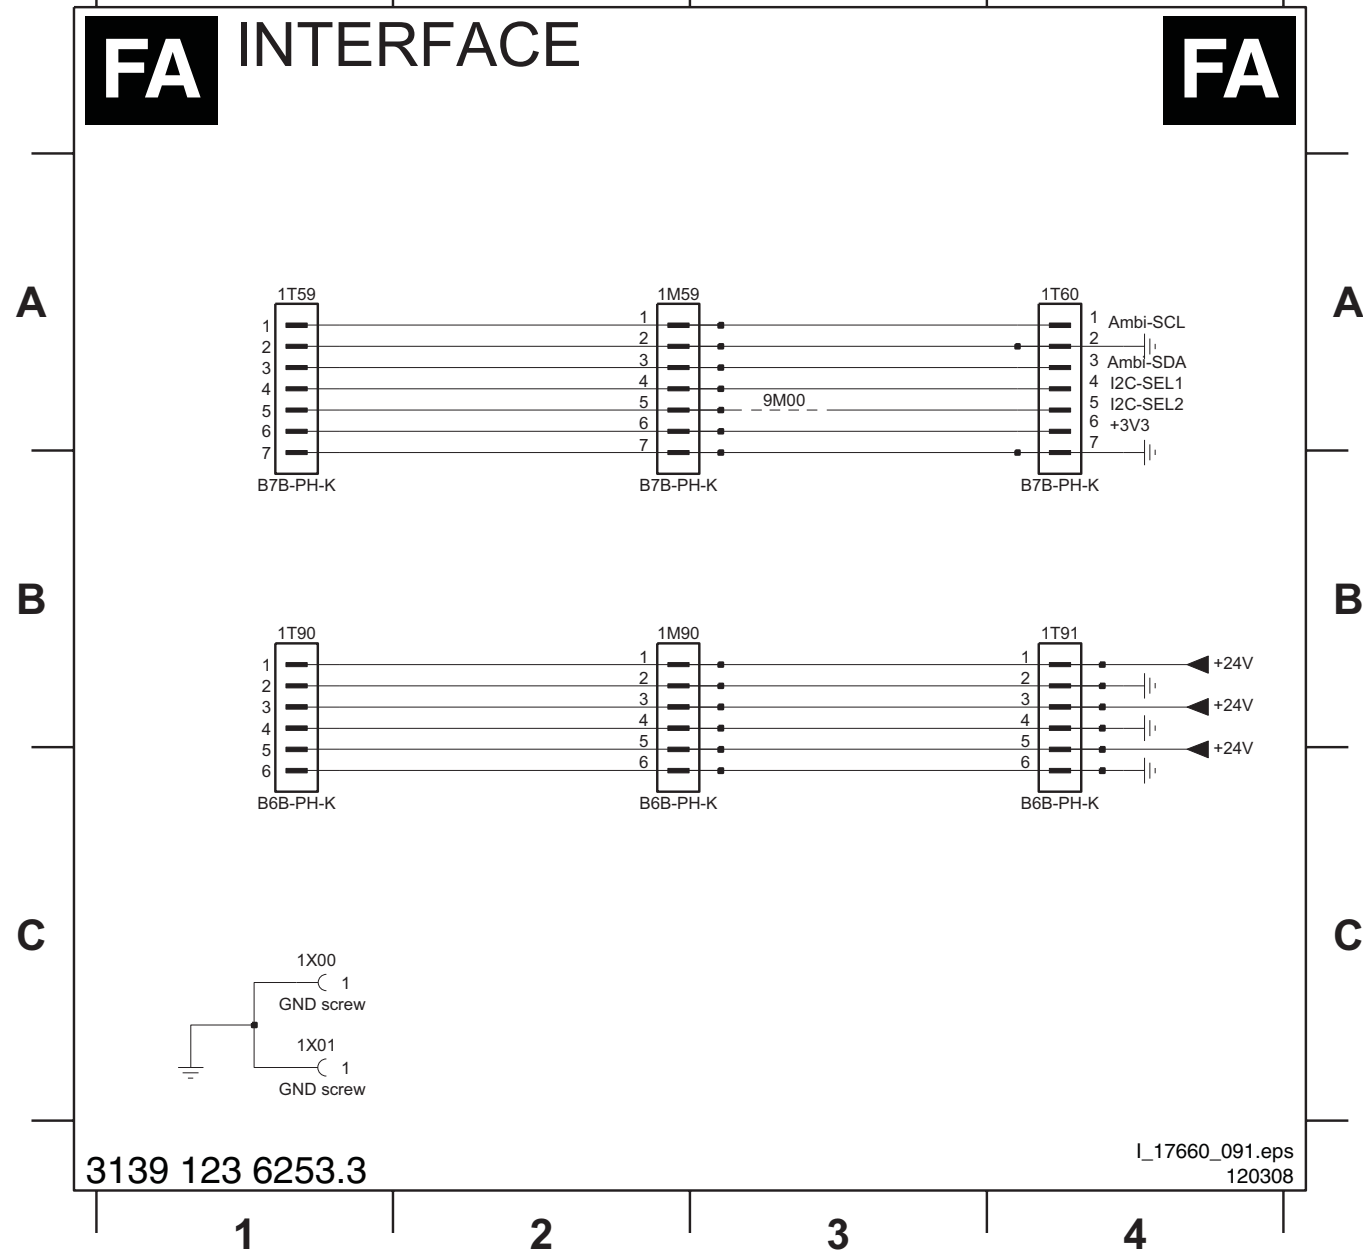 FA INTERFACE FA
A A
1T59 1M59 1T60
1 1 1 Ambi-SCL
2 2 2
3 3 3 Ambi-SDA
4 4 4 I2C-SEL1
5 5 9M00 5 I2C-SEL2
6 6 6 +3V3
7 7 7
B7B-PH-K B7B-PH-K B7B-PH-K
B B
1T90 1M90 1T91
1 1 1 +24V
2 2 2
3 3 3 +24V
4 4 4
5 5 5 +24V
6 6 6
B6B-PH-K B6B-PH-K B6B-PH-K
C C
1X00
1
GND screw
1X01
1
GND screw
3139 123 6253.3
I_17660_091.eps
120308
1 2 3 4